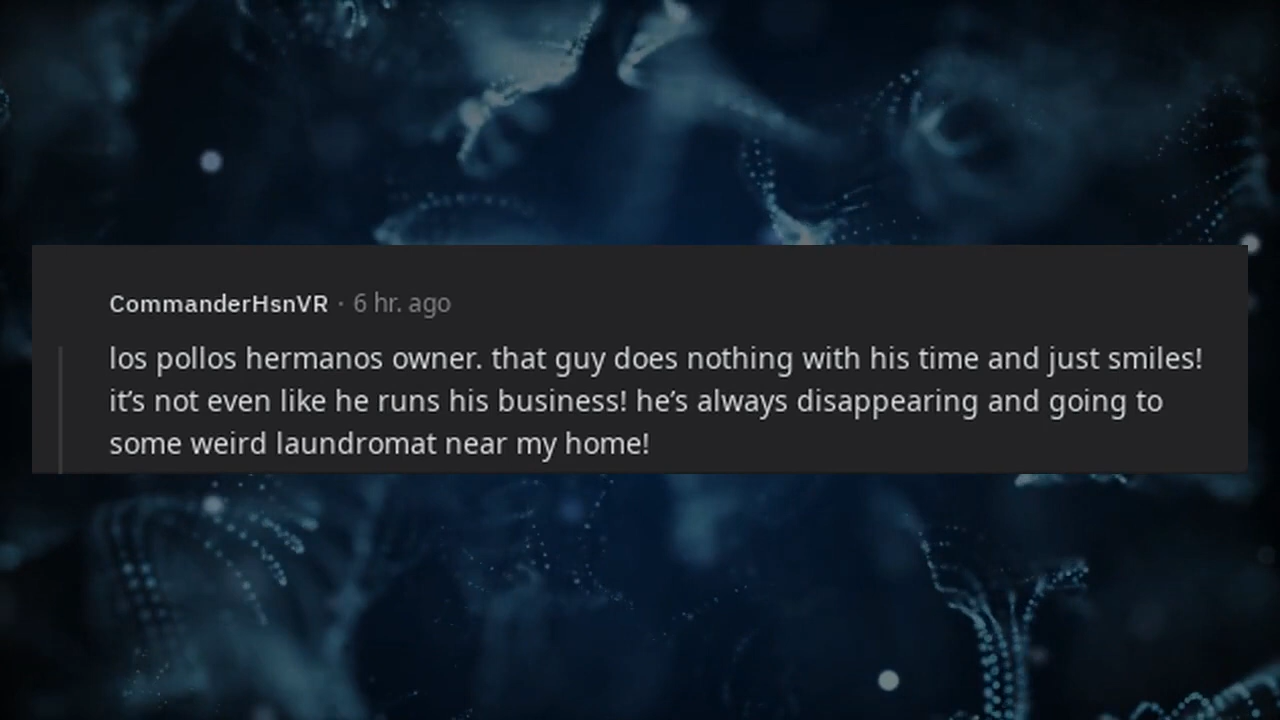 CommanderHsnVR · 6 hr. ago
los pollos hermanos owner. that guy does nothing with his time and just smiles!
it’s not even like he runs his business! he’s always disappearing and going to
some weird laundromat near my home!